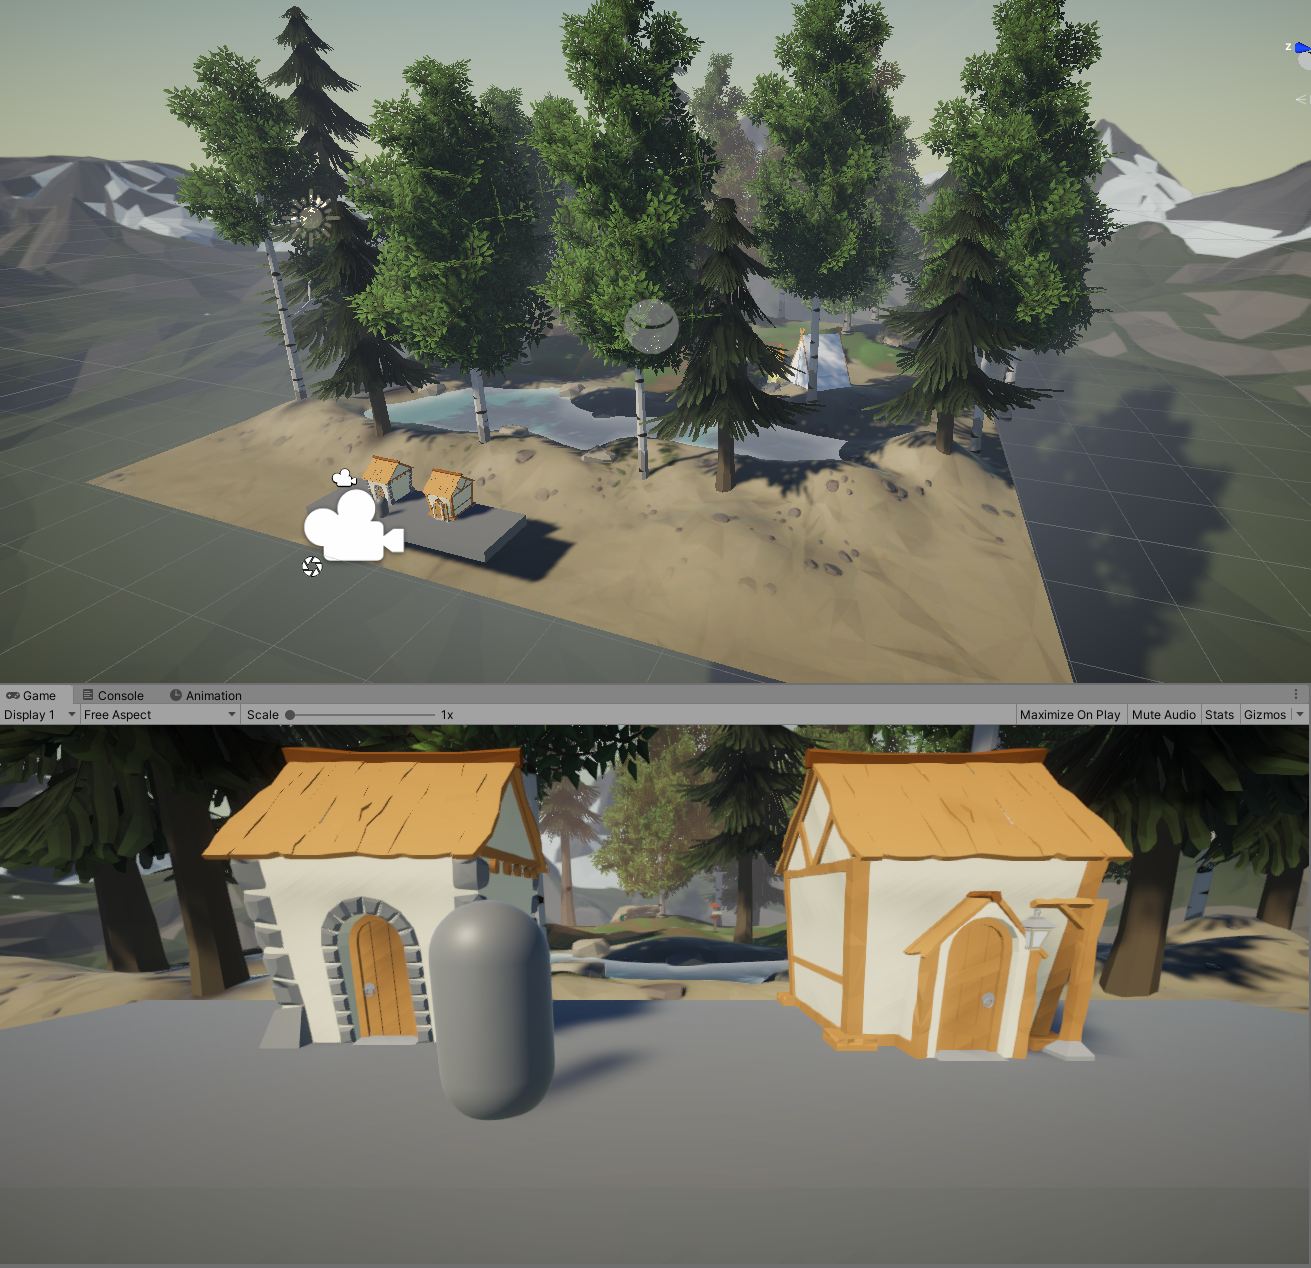 z
Game Console Animation
Display 1 Free Aspect Scale 1x Maximize On Play Mute Audio Stats Gizmos